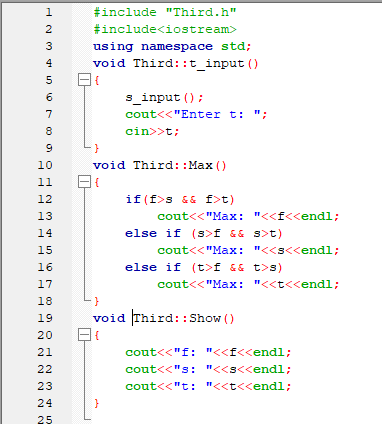 1 #include "Third.h"
2 #include<iostream>
3 using namespace std;
4 void Third::t_input()
5 {
6 s_input();
7 cout<<"Enter t: ";
8 cin>>t;
9 }
10 void Third::Max()
11 {
12 if(f>s && f>t)
13 cout<<"Max: "<<f<<endl;
14 else if (s>f && s>t)
15 cout<<"Max: "<<s<<endl;
16 else if (t>f && t>s)
17 cout<<"Max: "<<t<<endl;
18 }
19 void Third::Show()
20 {
21 cout<<"f: "<<f<<endl;
22 cout<<"s: "<<s<<endl;
23 cout<<"t: "<<t<<endl;
24 }
25